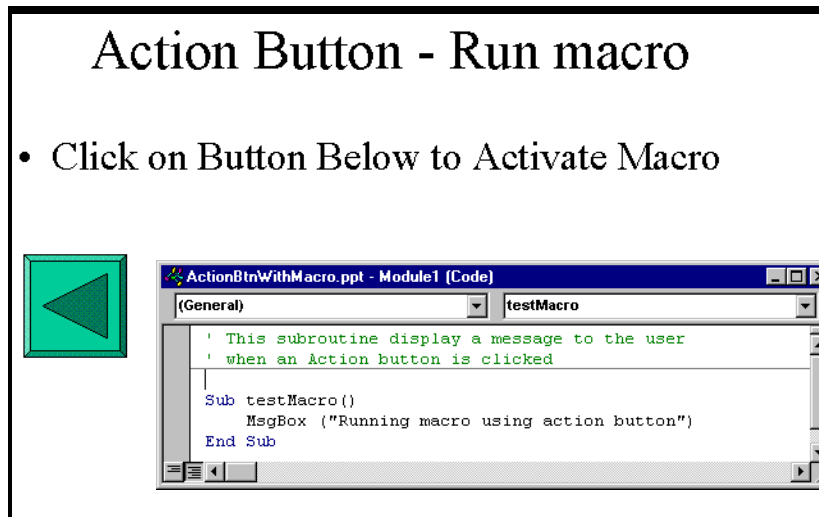 Action Button - Run macro
• Click on Button Below to Activate Macro
ActionBtnWithMacro.ppt - Module1 (Code)
(General) testMacro
' This subroutine display a message to the user
' when an Action button is clicked
Sub testMacro()
MsgBox ("Running macro using action button")
End Sub